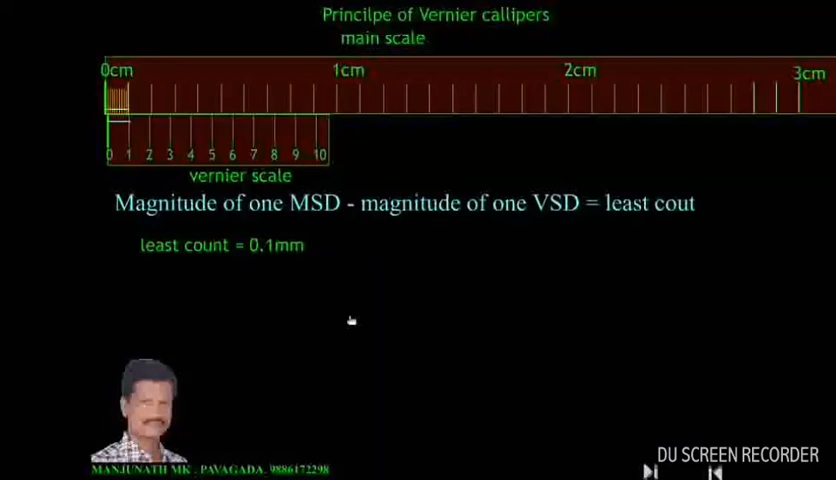 Princilpe of Vernier callipers
main scale
0cm 1cm 2cm 3cm
0 1 2 3 4 5 6 7 8 9 10
vernier scale
Magnitude of one MSD - magnitude of one VSD = least cout
least count = 0.1mm
DU SCREEN RECORDER
MANJUNATH MK . PAVAGADA. 9886172298